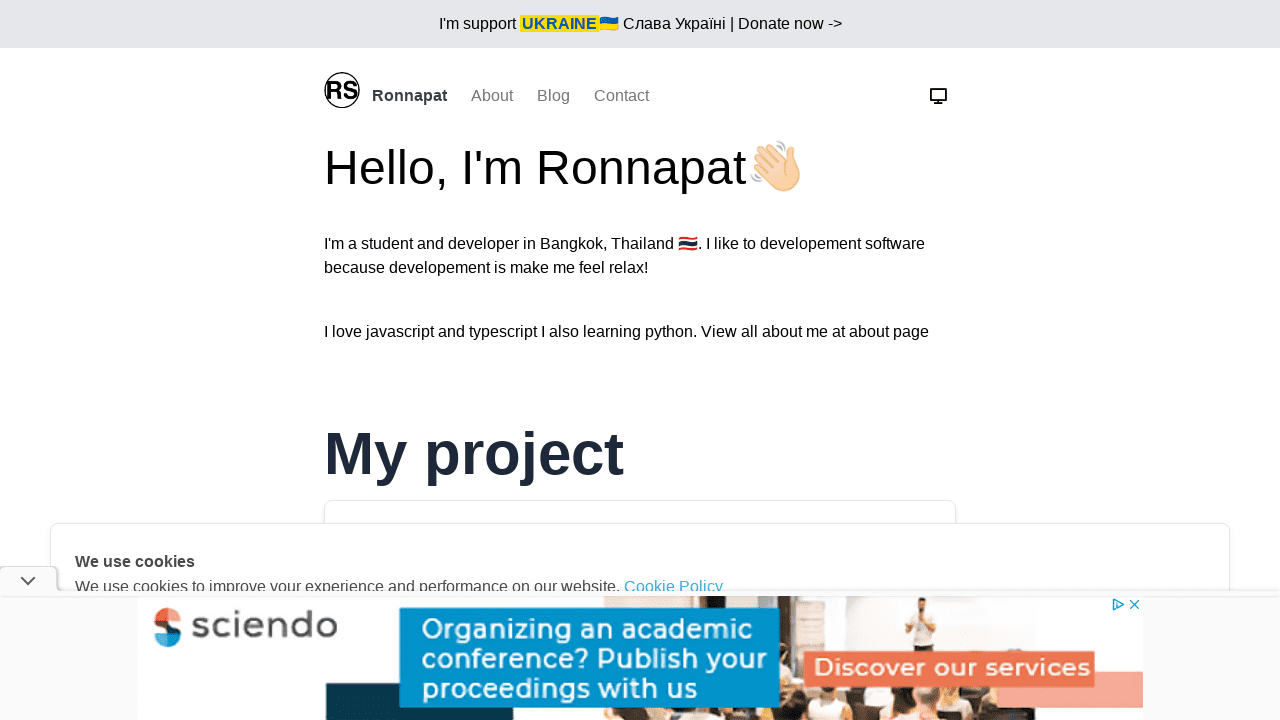 I'm support UKRAINE🇺🇦 Слава Україні | Donate now ->
RS Ronnapat About Blog Contact
Hello, I'm Ronnapat👋🏻
I'm a student and developer in Bangkok, Thailand 🇹🇭. I like to developement software
because developement is make me feel relax!
I love javascript and typescript I also learning python. View all about me at about page
My project
We use cookies
We use cookies to improve your experience and performance on our website. Cookie Policy
sciendo
Organizing an academic
conference? Publish your
proceedings with us
Discover our services